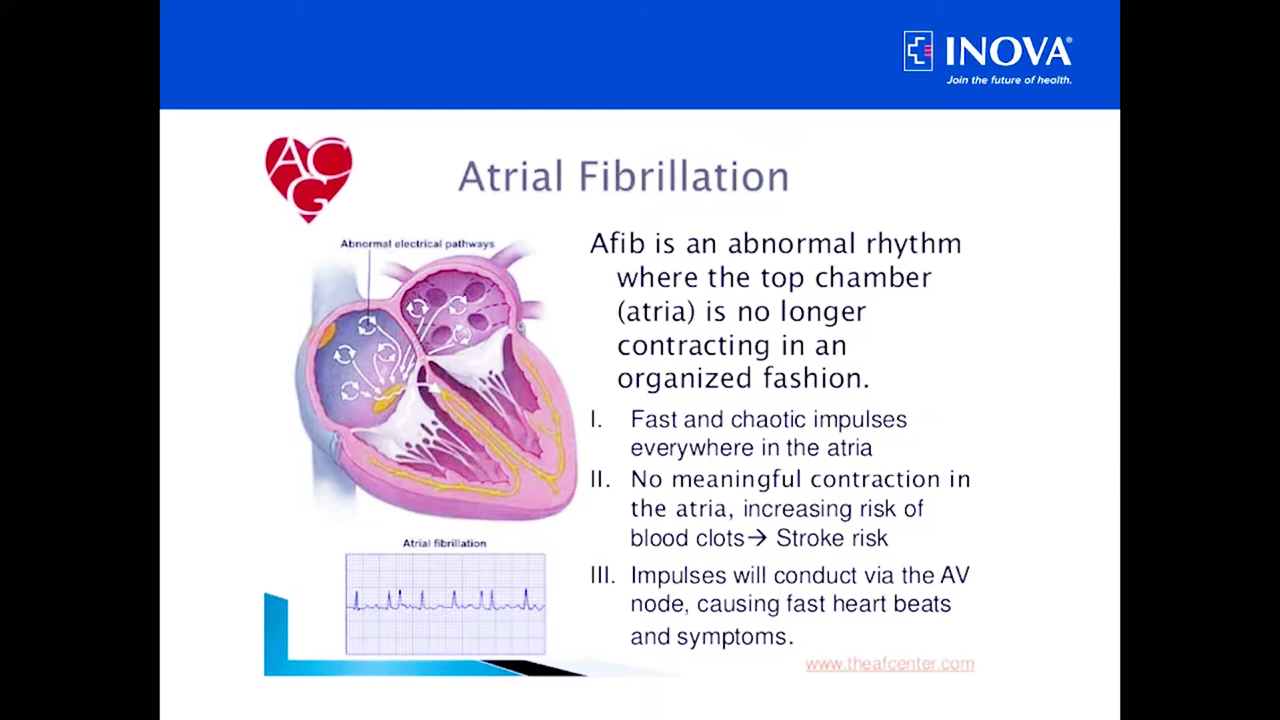 INOVA®
Join the future of health.
ACG
Atrial Fibrillation
Abnormal electrical pathways
Afib is an abnormal rhythm
where the top chamber
(atria) is no longer
contracting in an
organized fashion.
I. Fast and chaotic impulses
everywhere in the atria
II. No meaningful contraction in
the atria, increasing risk of
blood clots→ Stroke risk
III. Impulses will conduct via the AV
node, causing fast heart beats
and symptoms.
Atrial fibrillation
www.theafcenter.com